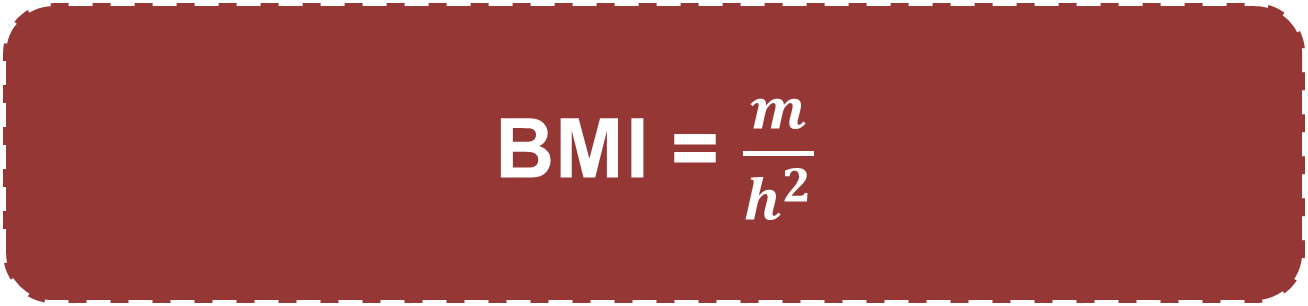 BMI = m/h²